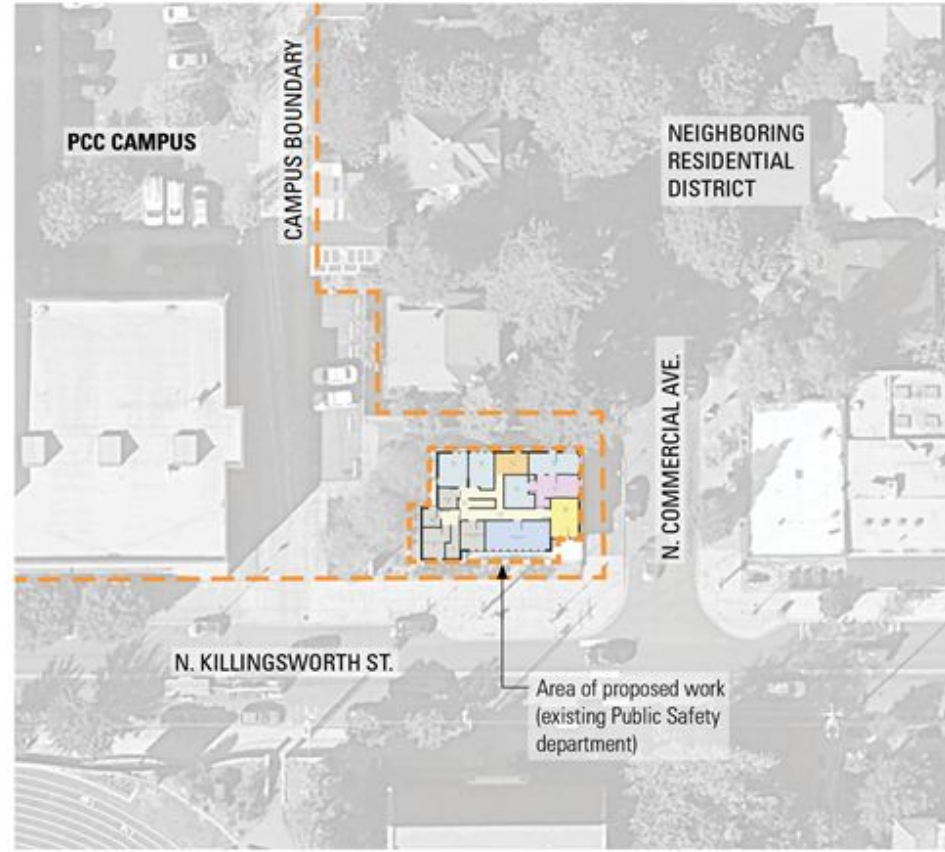 PCC CAMPUS
CAMPUS BOUNDARY
NEIGHBORING
RESIDENTIAL
DISTRICT
N. COMMERCIAL AVE.
N. KILLINGSWORTH ST.
Area of proposed work
(existing Public Safety
department)